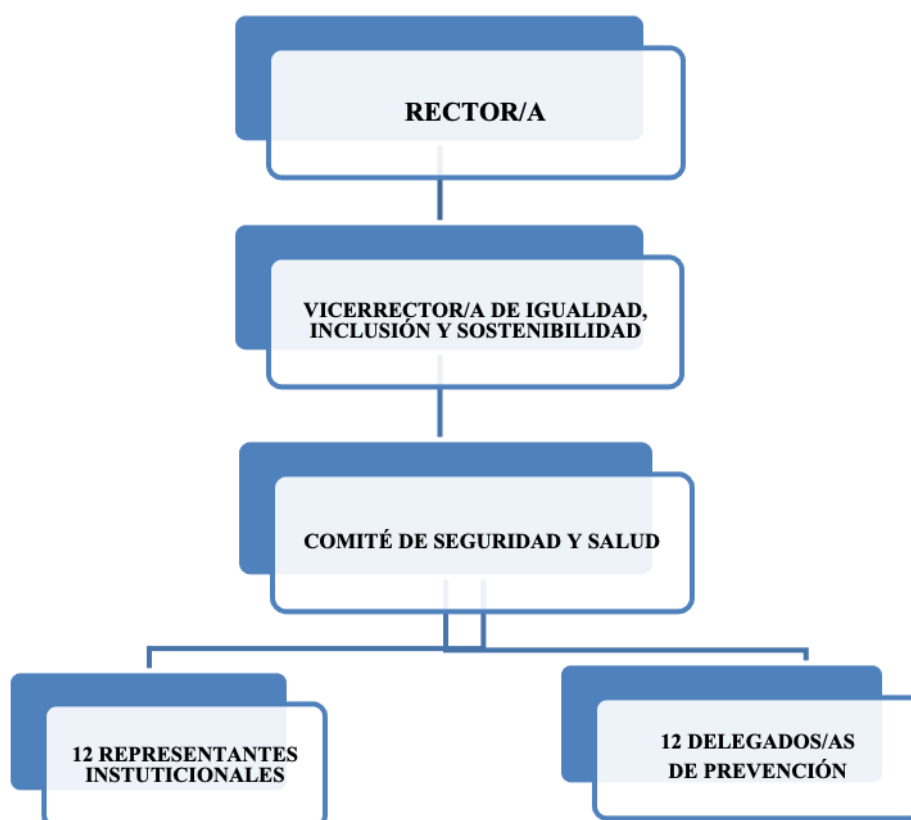 RECTOR/A
VICERRECTOR/A DE IGUALDAD,
INCLUSIÓN Y SOSTENIBILIDAD
COMITÉ DE SEGURIDAD Y SALUD
12 REPRESENTANTES
INSTUTICIONALES
12 DELEGADOS/AS
DE PREVENCIÓN